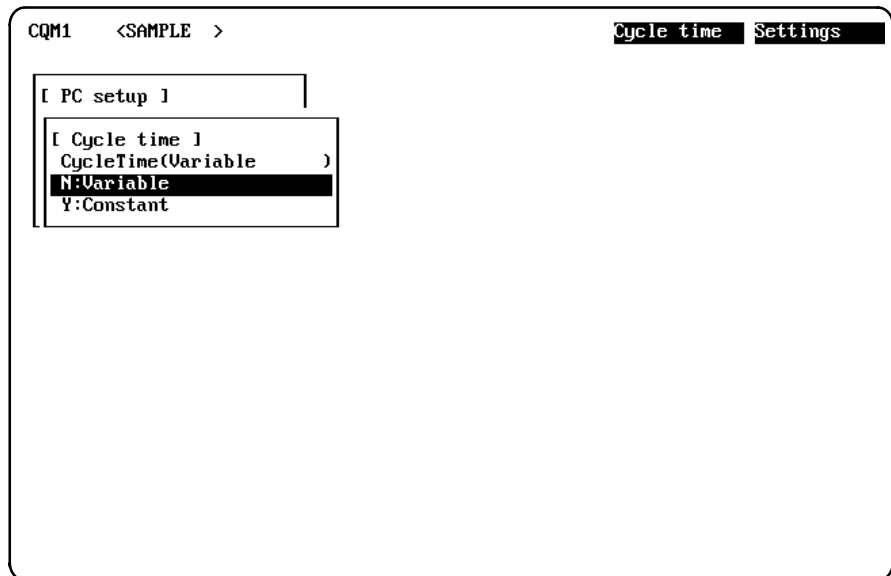 CQM1 <SAMPLE > Cycle time Settings
[ PC setup ]
[ Cycle time ]
CycleTime(Variable )
N:Variable
Y:Constant